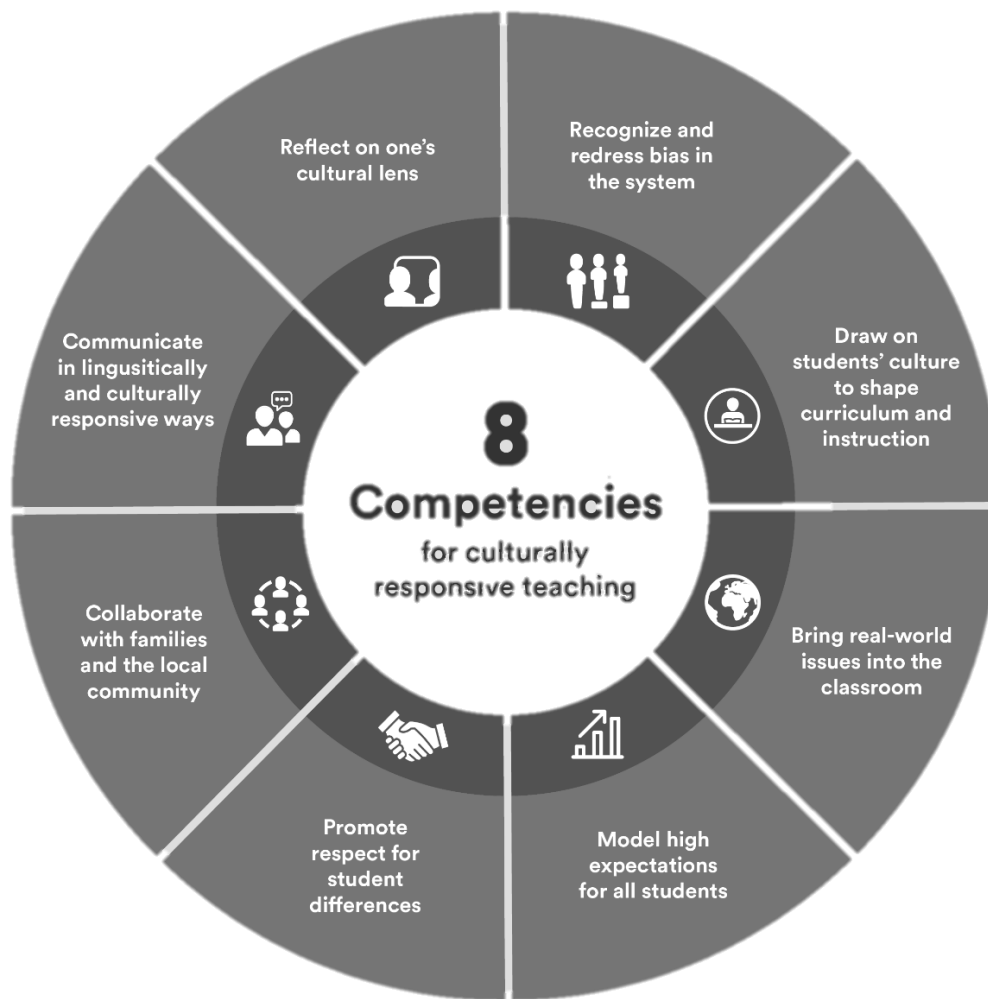 8
Competencies
for culturally
responsive teaching
Reflect on one's
cultural lens
Recognize and
redress bias in
the system
Draw on
students' culture
to shape
curriculum and
instruction
Bring real-world
issues into the
classroom
Model high
expectations
for all students
Promote
respect for
student
differences
Collaborate
with families
and the local
community
Communicate
in lingusitically
and culturally
responsive ways